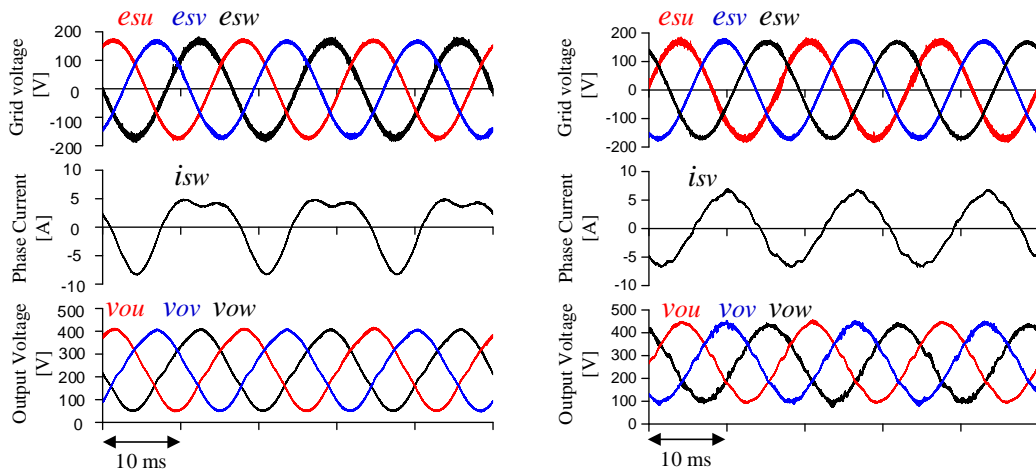 esu esv esw
200
100
0
-100
-200
Grid voltage
[V]
isw
10
5
0
-5
-10
Phase Current
[A]
vou vov vow
500
400
300
200
100
0
Output Voltage
[V]
10 ms
esu esv esw
200
100
0
-100
-200
Grid voltage
[V]
isv
10
5
0
-5
-10
Phase Current
[A]
vou vov vow
500
400
300
200
100
0
Output Voltage
[V]
10 ms